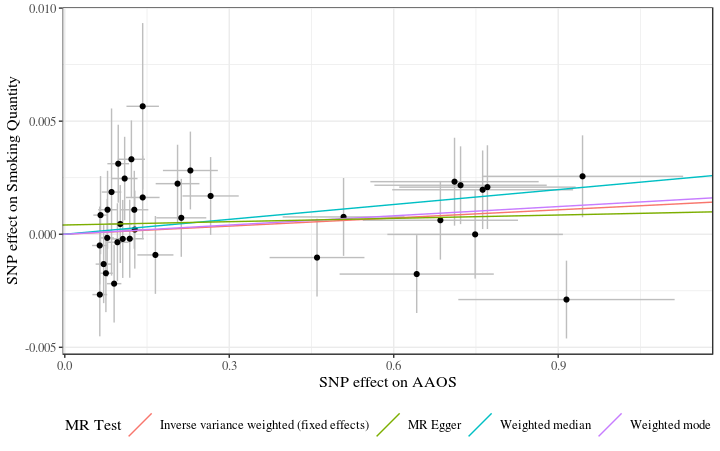 0.010
0.005
0.000
-0.005
SNP effect on Smoking Quantity
0.0 0.3 0.6 0.9
SNP effect on AAOS
MR Test Inverse variance weighted (fixed effects) MR Egger Weighted median Weighted mode